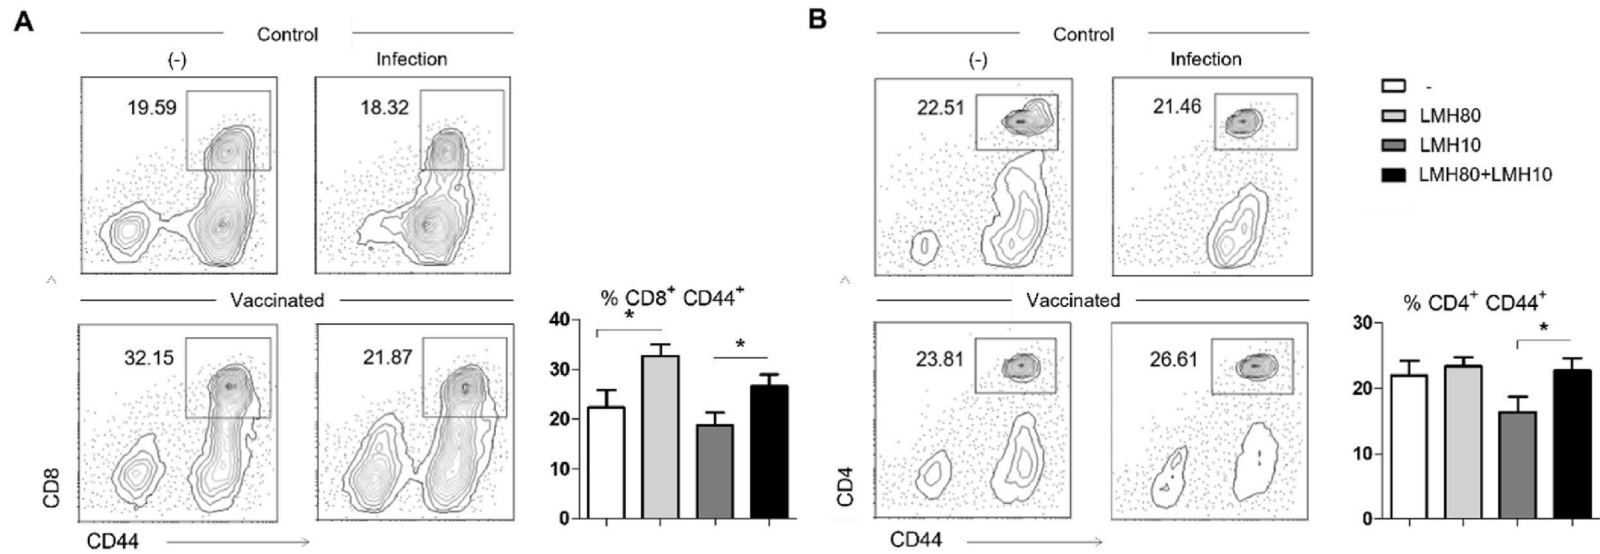 A
Control
(-)
Infection
19.59
18.32
Vaccinated
32.15
21.87
CD8
CD44
% CD8+ CD44+
40
30
20
10
0
*
*
B
Control
(-)
Infection
22.51
21.46
Vaccinated
23.81
26.61
CD4
CD44
-
LMH80
LMH10
LMH80+LMH10
% CD4+ CD44+
30
20
10
0
*